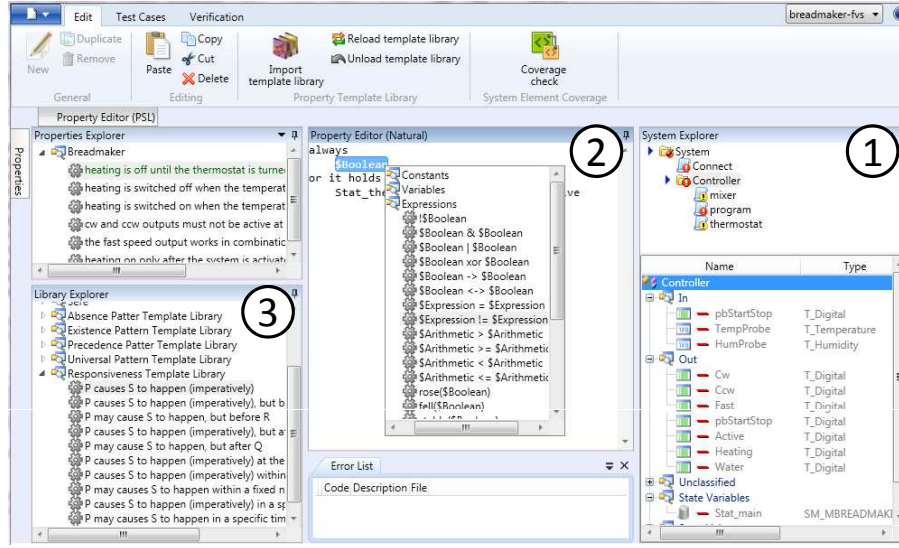 Edit Test Cases Verification breadmaker-fvs
New Duplicate Remove Paste Copy Cut Delete Import template library Reload template library Unload template library Coverage check
General Editing Property Template Library System Element Coverage
Property Editor (PSL)
Properties
Properties Explorer
Breadmaker
heating is off until the thermostat is turne
heating is switched off when the temperat
heating is switched on when the temperat
cw and ccw outputs must not be active at
the fast speed output works in combinatic
heating on only after the system is activat
Library Explorer
3
Absence Patter Template Library
Existence Pattern Template Library
Precedence Patter Template Library
Universal Pattern Template Library
Responsiveness Template Library
P causes S to happen (imperatively)
P causes S to happen (imperatively), but b
P may cause S to happen, but before R
P causes S to happen (imperatively), but a
P may cause S to happen, but after Q
P causes S to happen (imperatively) at the
P causes S to happen (imperatively) within
P may causes S to happen within a fixed n
P causes S to happen (imperatively) in a sp
P may causes S to happen in a specific tim
Property Editor (Natural)
2
always
$Boolean
or it holds
Stat_the
ve
Constants
Variables
Expressions
!$Boolean
$Boolean & $Boolean
$Boolean | $Boolean
$Boolean xor $Boolean
$Boolean -> $Boolean
$Boolean <-> $Boolean
$Expression = $Expression
$Expression != $Expression
$Arithmetic > $Arithmetic
$Arithmetic >= $Arithmetic
$Arithmetic < $Arithmetic
$Arithmetic <= $Arithmetic
rose($Boolean)
fell($Boolean)
Error List
Code Description File
System Explorer
1
System
Connect
Controller
mixer
program
thermostat
Name Type
Controller
In
pbStartStop T_Digital
TempProbe T_Temperature
HumProbe T_Humidity
Out
Cw T_Digital
Ccw T_Digital
Fast T_Digital
pbStartStop T_Digital
Active T_Digital
Heating T_Digital
Water T_Digital
Unclassified
State Variables
Stat_main SM_MBREADMAKI